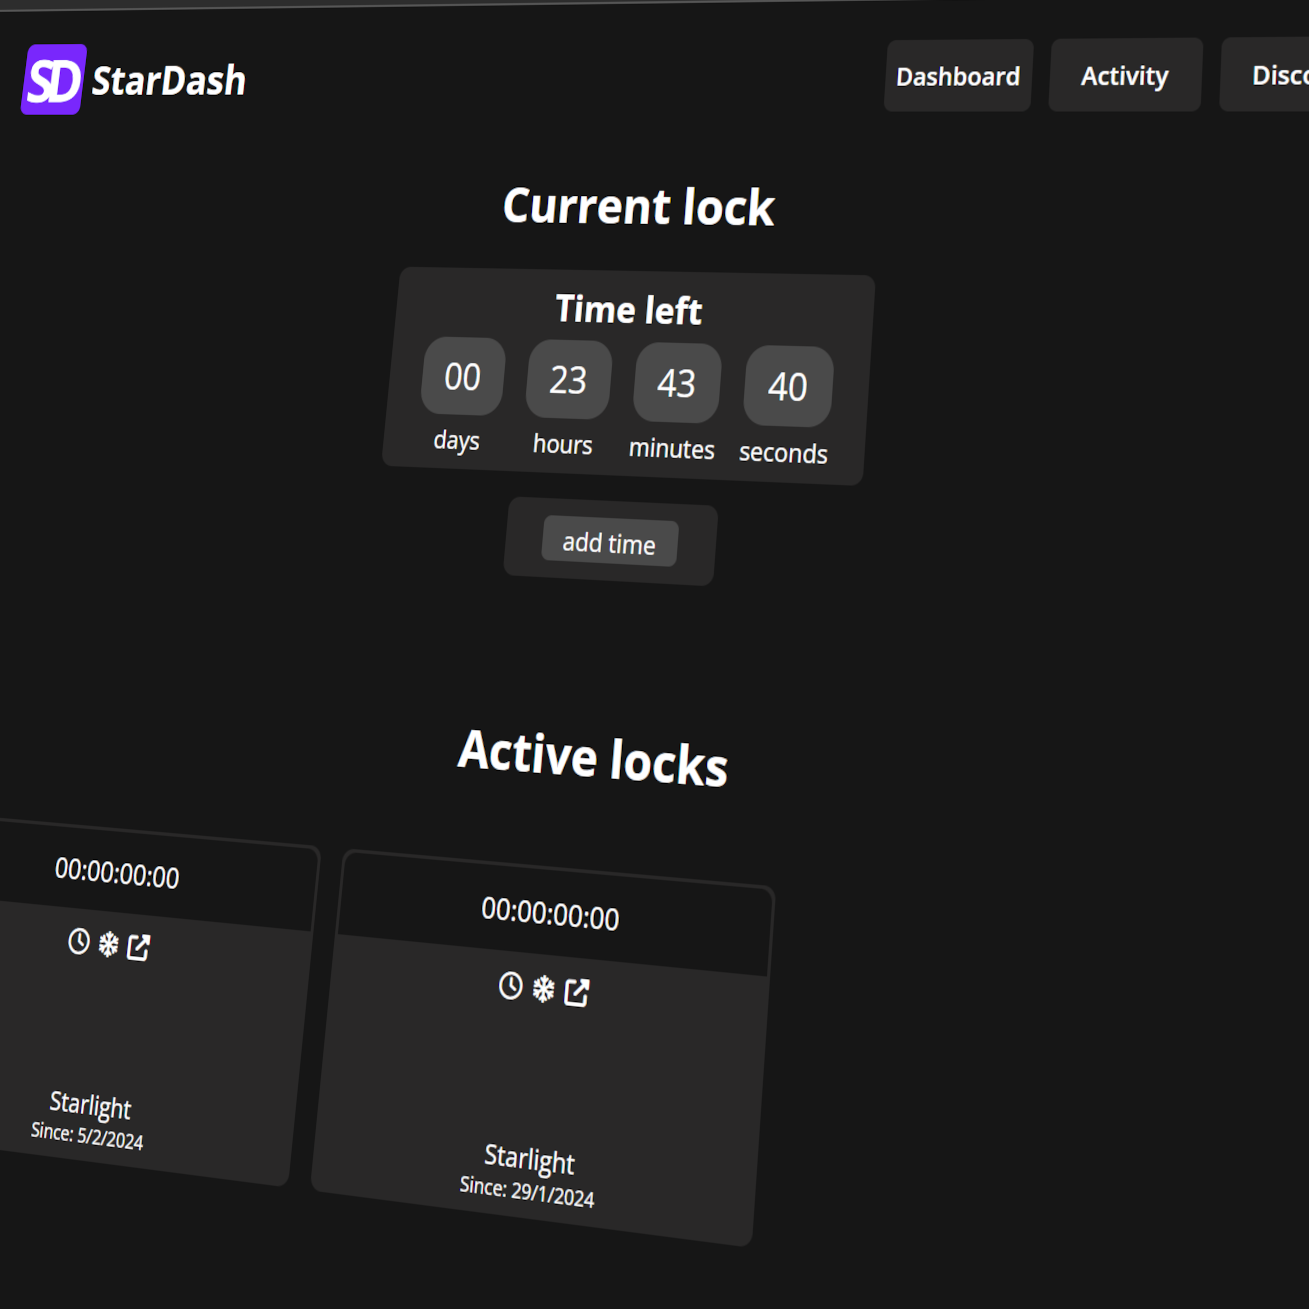 SD StarDash
Dashboard
Activity
Current lock
Time left
00 23 43 40
days hours minutes seconds
add time
Active locks
00:00:00:00
00:00:00:00
Starlight
Since: 5/2/2024
Starlight
Since: 29/1/2024